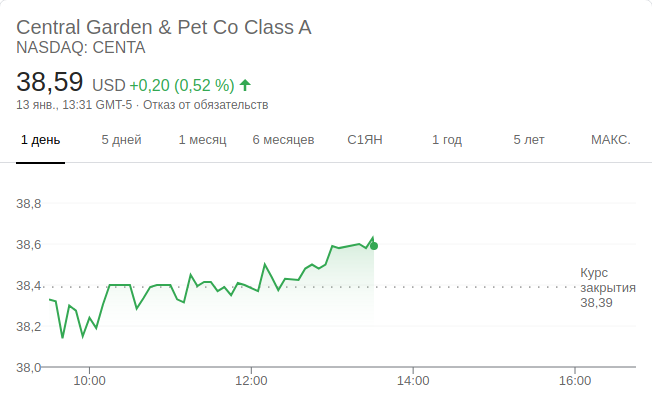 Central Garden & Pet Co Class A
NASDAQ: CENTA
38,59 USD +0,20 (0,52 %)
13 янв., 13:31 GMT-5 · Отказ от обязательств
1 день 5 дней 1 месяц 6 месяцев С1ЯН 1 год 5 лет МАКС.
38,8
38,6
38,4
38,2
38,0
Курс
закрытия
38,39
10:00 12:00 14:00 16:00